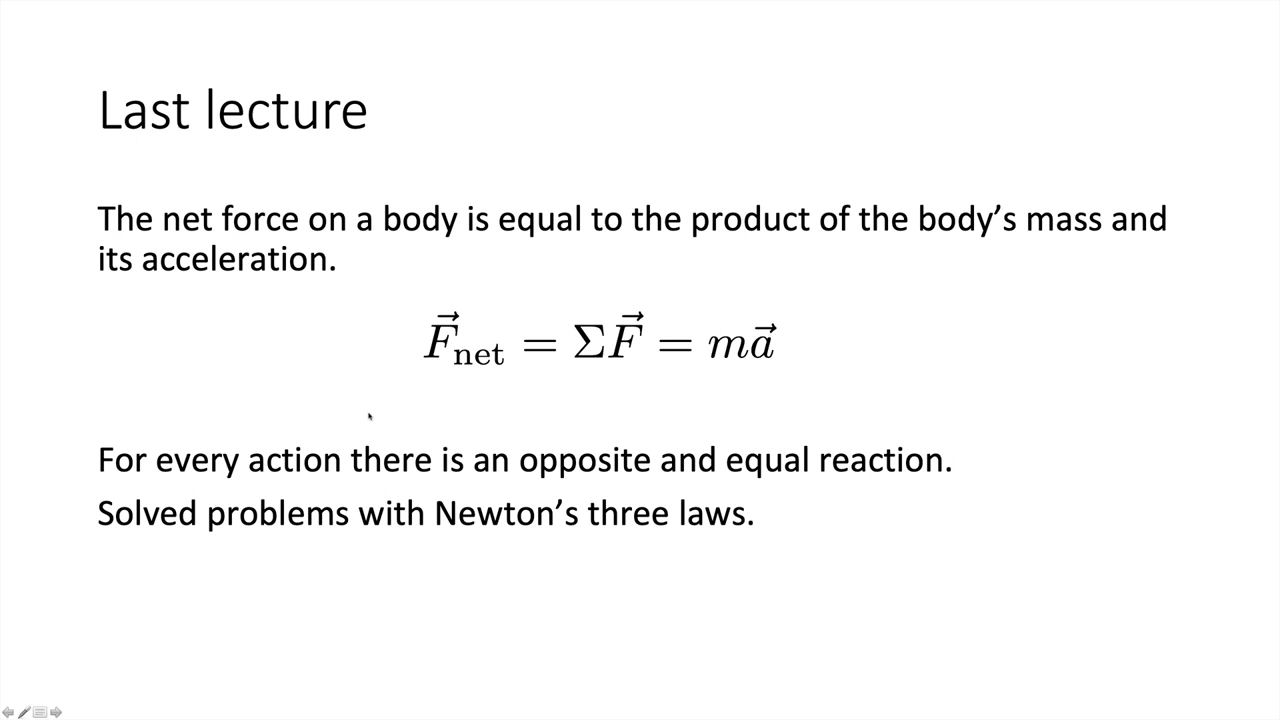 Last lecture
The net force on a body is equal to the product of the body’s mass and
its acceleration.
$\vec{F}_{\text{net}} = \Sigma \vec{F} = m\vec{a}$
For every action there is an opposite and equal reaction.
Solved problems with Newton’s three laws.